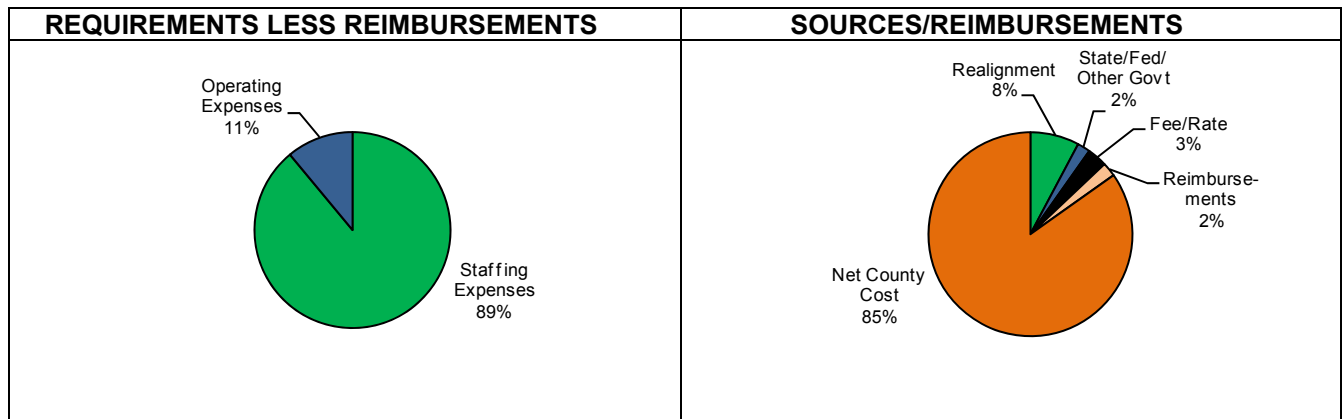 REQUIREMENTS LESS REIMBURSEMENTS
Operating
Expenses
11%
Staffing
Expenses
89%
SOURCES/REIMBURSEMENTS
Realignment
8%
State/Fed/
Other Govt
2%
Fee/Rate
3%
Reimburse-
ments
2%
Net County
Cost
85%